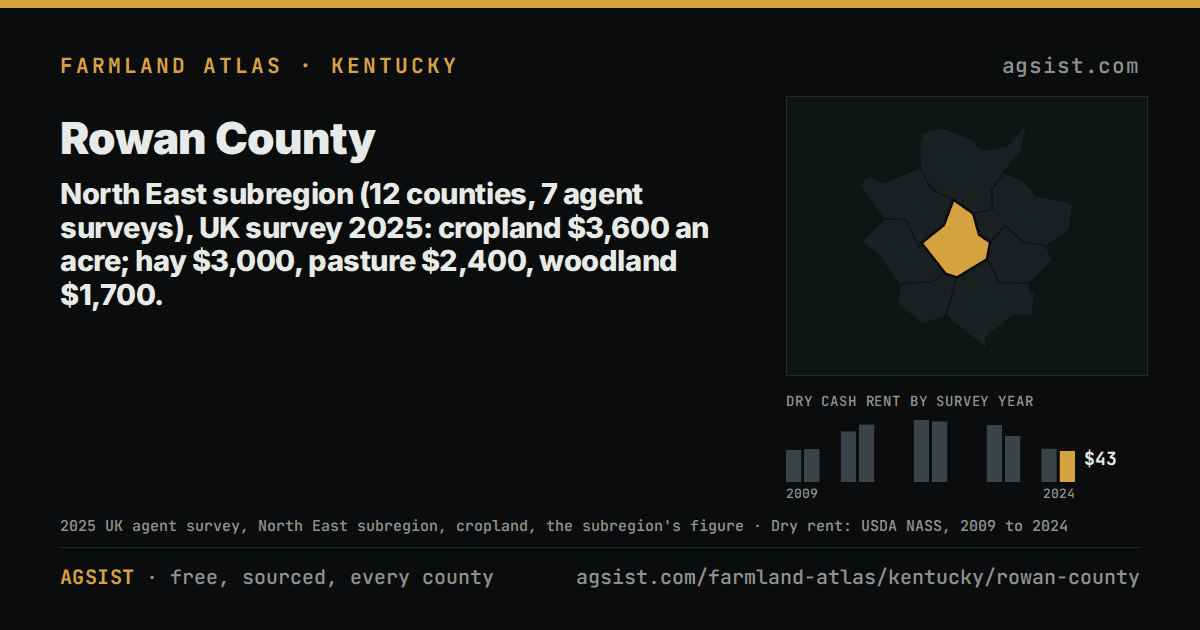 FARMLAND ATLAS · KENTUCKY
agsist.com
Rowan County
North East subregion (12 counties, 7 agent
surveys), UK survey 2025: cropland $3,600 an
acre; hay $3,000, pasture $2,400, woodland
$1,700.
DRY CASH RENT BY SURVEY YEAR
$43
2009
2024
2025 UK agent survey, North East subregion, cropland, the subregion's figure · Dry rent: USDA NASS, 2009 to 2024
AGSIST · free, sourced, every county
agsist.com/farmland-atlas/kentucky/rowan-county